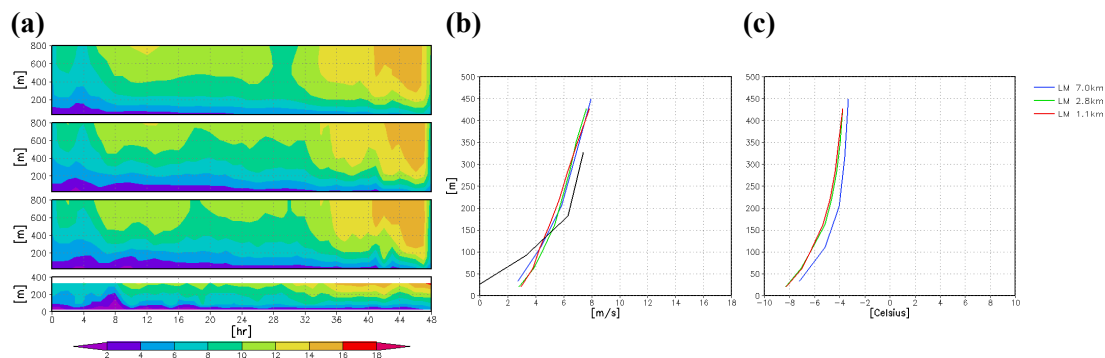 (a)
800
600
400
200
[m]
800
600
400
200
[m]
800
600
400
200
[m]
400
200
0
[m]
0 4 8 12 16 20 24 28 32 36 40 44 48
[hr]
2 4 6 8 10 12 14 16 18
(b)
500
450
400
350
300
250
200
150
100
50
0
[m]
0 2 4 6 8 10 12 14 16 18
[m/s]
(c)
500
450
400
350
300
250
200
150
100
50
0
-10 -8 -6 -4 -2 0 2 4 6 8 10
[Celsius]
LM 7.0km
LM 2.8km
LM 1.1km